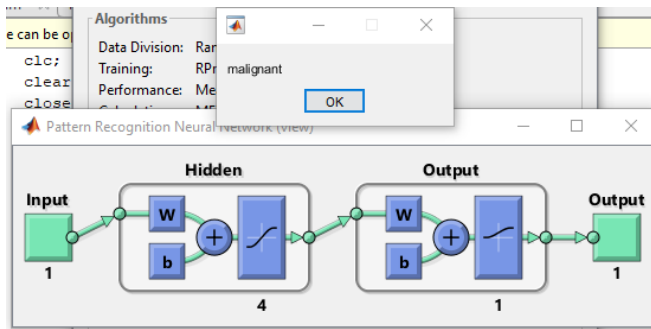 Algorithms
Data Division:
Training:
Performance:
e can be
clc;
clear
close
malignant
OK
Pattern Recognition Neural Network (view)
Hidden
Output
Input
W
b
+
4
W
b
+
1
Output
1
1